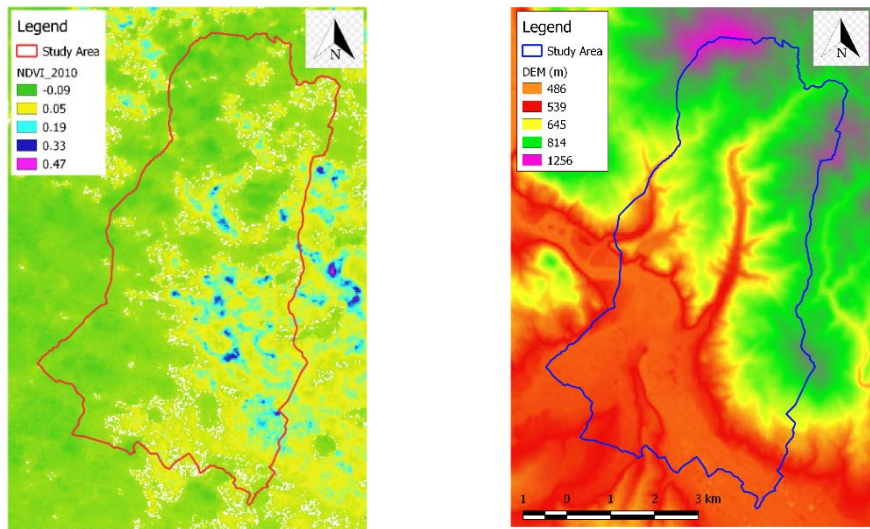 Legend
Study Area
NDVI_2010
-0.09
0.05
0.19
0.33
0.47
N
Legend
Study Area
DEM (m)
486
539
645
814
1256
N
1 0 1 2 3 km